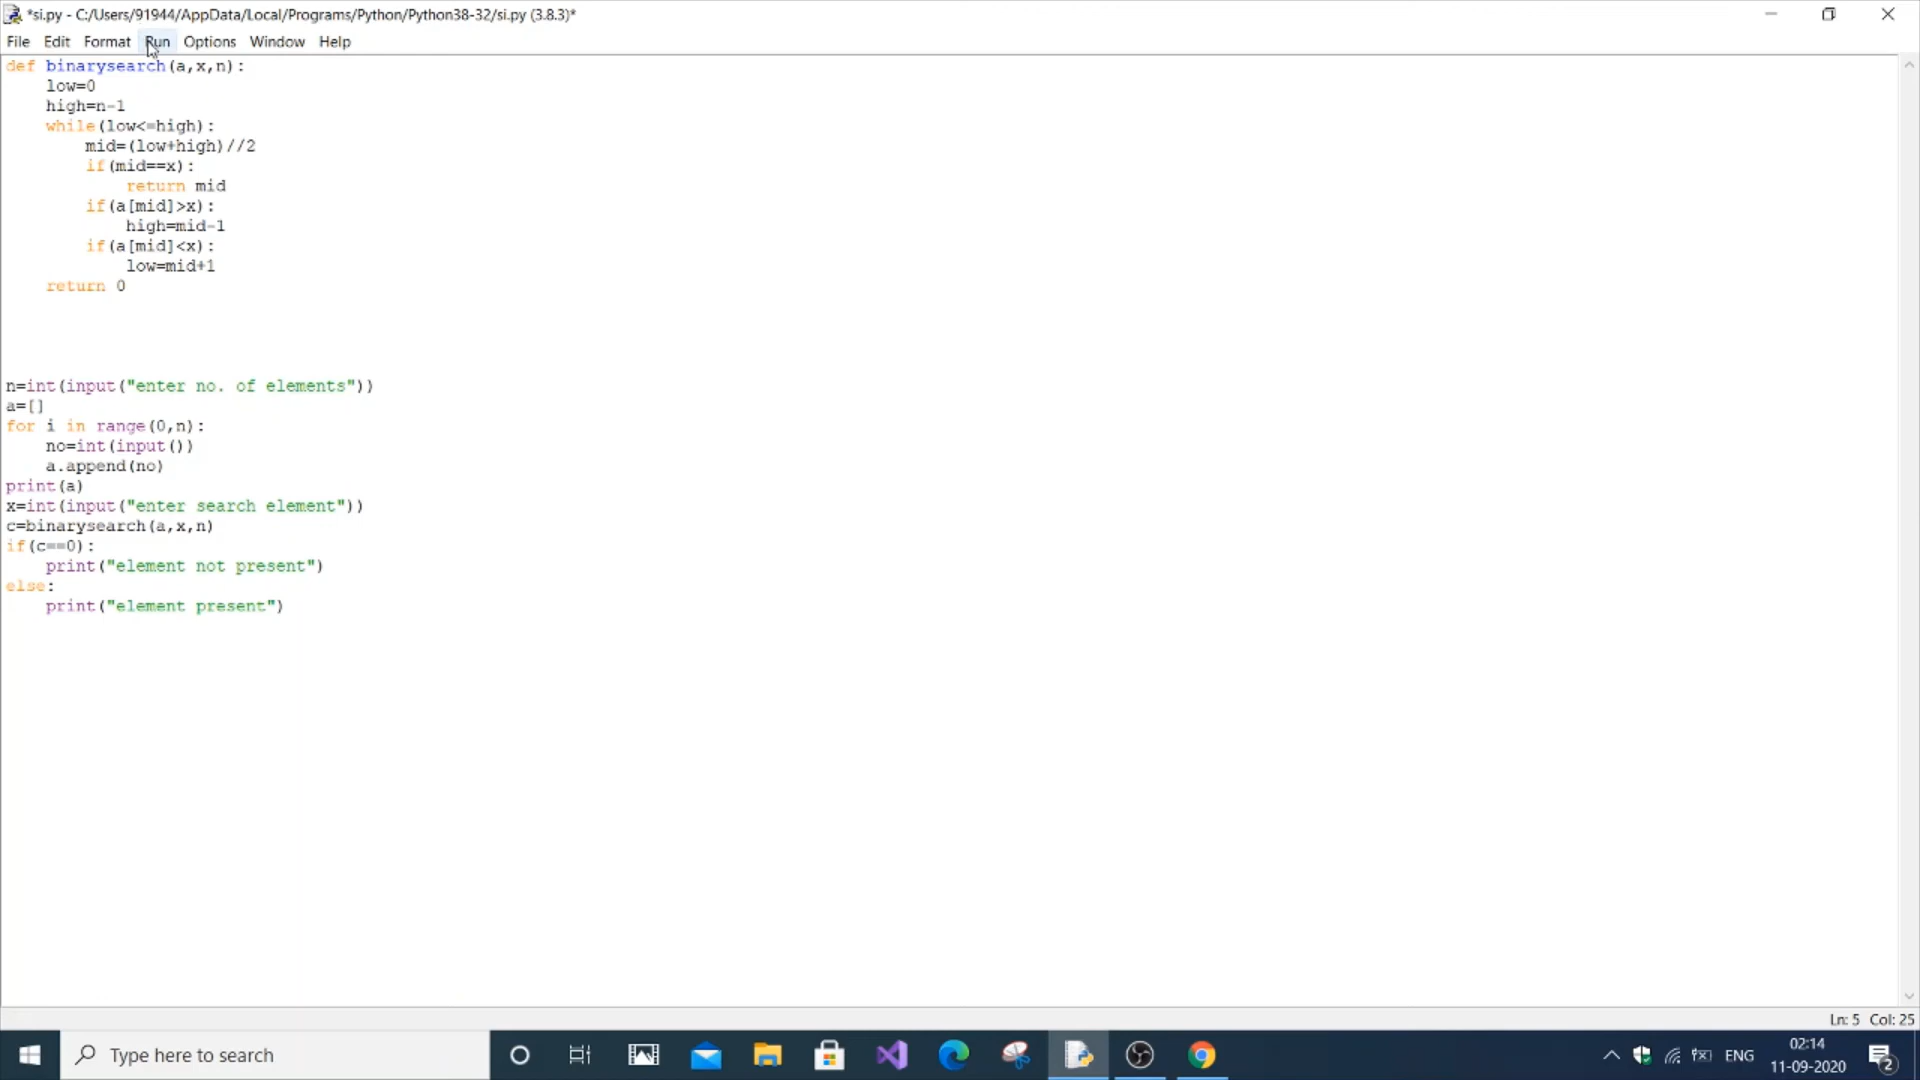 *si.py - C:/Users/91944/AppData/Local/Programs/Python/Python38-32/si.py (3.8.3)*
File Edit Format Run Options Window Help
def binarysearch(a,x,n):
    low=0
    high=n-1
    while(low<=high):
        mid=(low+high)//2
        if(mid==x):
            return mid
        if(a[mid]>x):
            high=mid-1
        if(a[mid]<x):
            low=mid+1
    return 0
n=int(input("enter no. of elements"))
a=[]
for i in range(0,n):
    no=int(input())
    a.append(no)
print(a)
x=int(input("enter search element"))
c=binarysearch(a,x,n)
if(c==0):
    print("element not present")
else:
    print("element present")
Ln: 5 Col: 25
Type here to search
ENG
02:14
11-09-2020
2